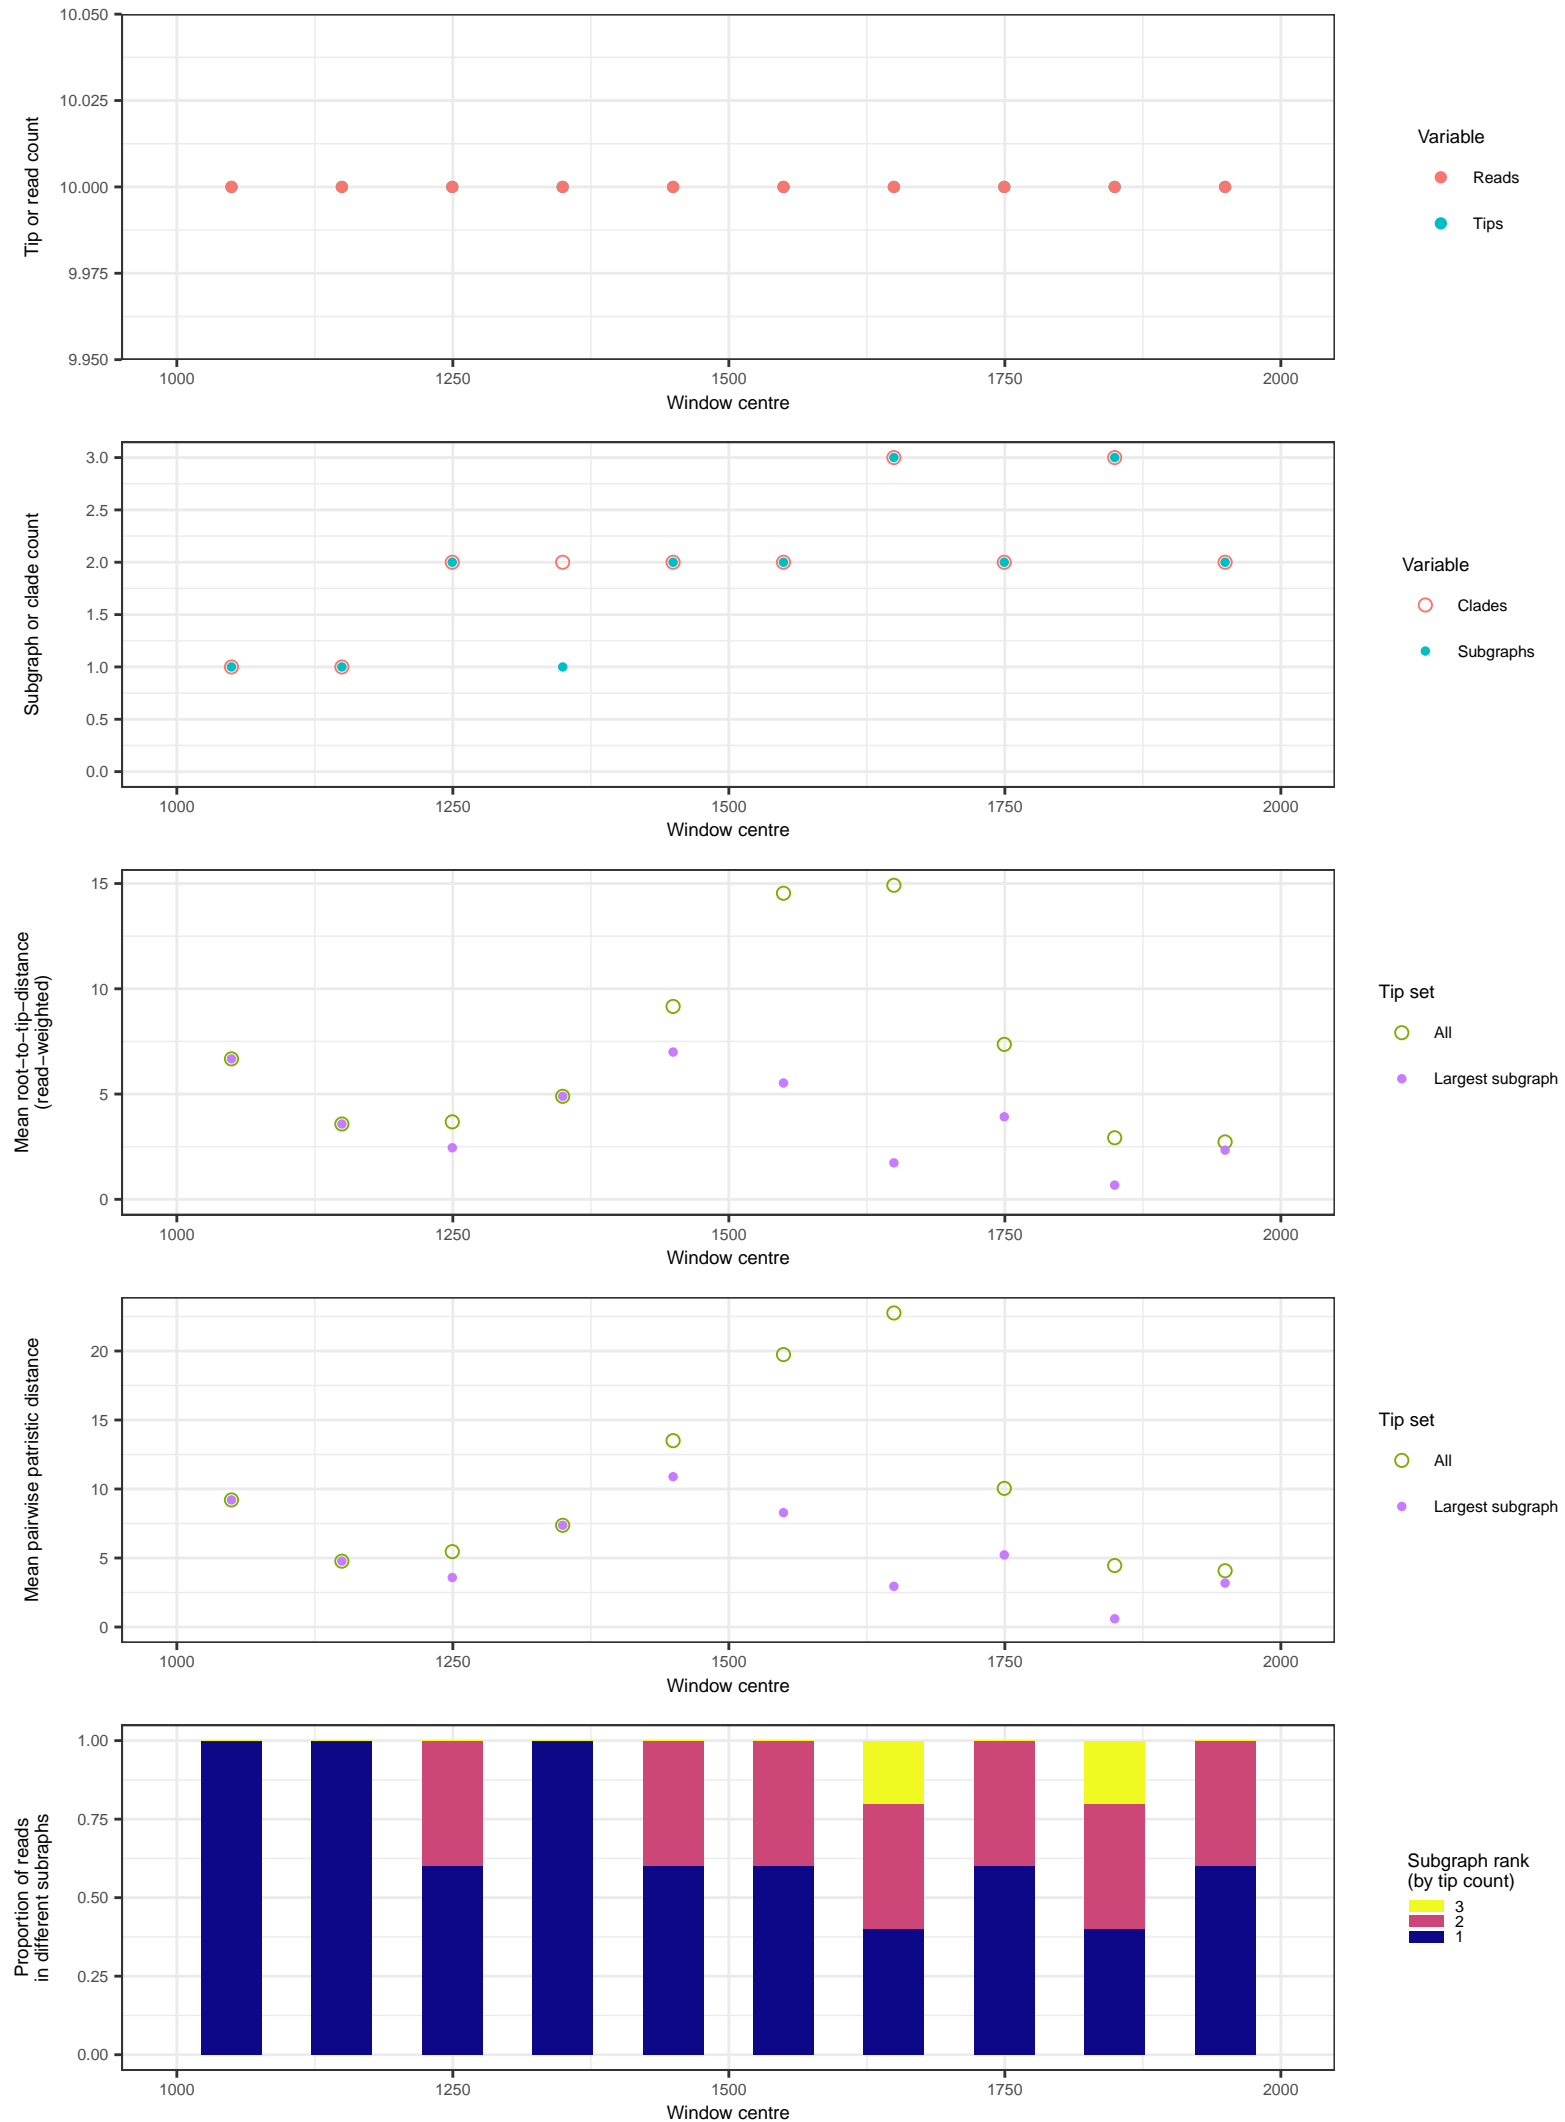 10.050
10.025
10.000
9.975
9.950
Tip or read count
1000 1250 1500 1750 2000
Window centre
Variable
Reads
Tips
3.0
2.5
2.0
1.5
1.0
0.5
0.0
Subgraph or clade count
1000 1250 1500 1750 2000
Window centre
Variable
Clades
Subgraphs
15
10
5
0
Mean root−to−tip−distance
(read−weighted)
1000 1250 1500 1750 2000
Window centre
Tip set
All
Largest subgraph
20
15
10
5
0
Mean pairwise patristic distance
1000 1250 1500 1750 2000
Window centre
Tip set
All
Largest subgraph
1.00
0.75
0.50
0.25
0.00
Proportion of reads
in different subraphs
1000 1250 1500 1750 2000
Window centre
Subgraph rank
(by tip count)
3
2
1